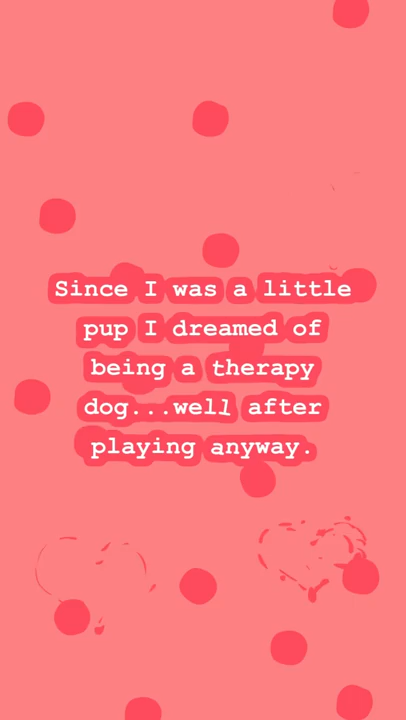 Since I was a little
pup I dreamed of
being a therapy
dog...well after
playing anyway.